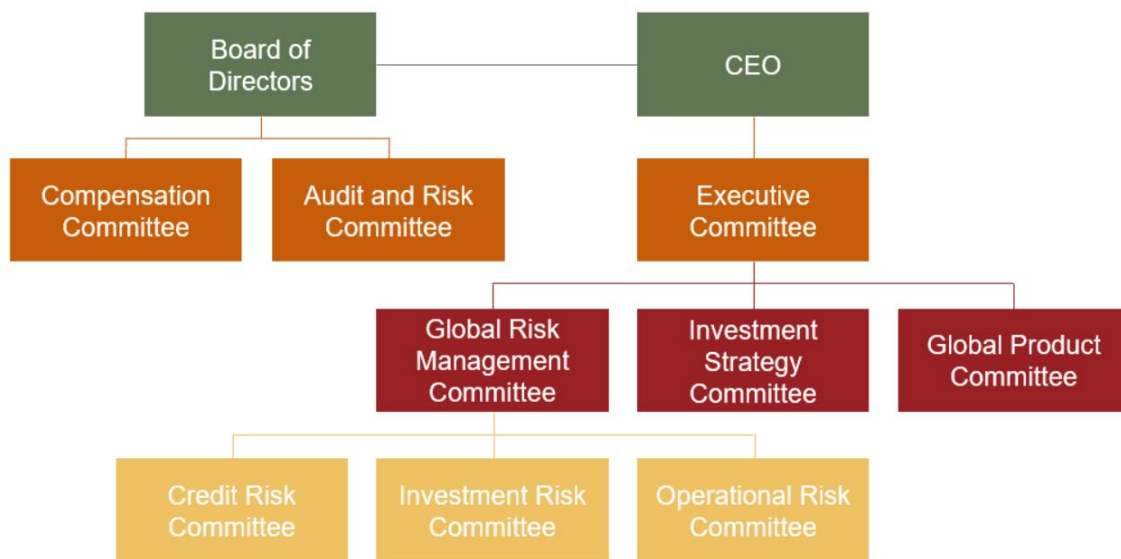 Board of
Directors
CEO
Compensation
Committee
Audit and Risk
Committee
Executive
Committee
Global Risk
Management
Committee
Investment
Strategy
Committee
Global Product
Committee
Credit Risk
Committee
Investment Risk
Committee
Operational Risk
Committee